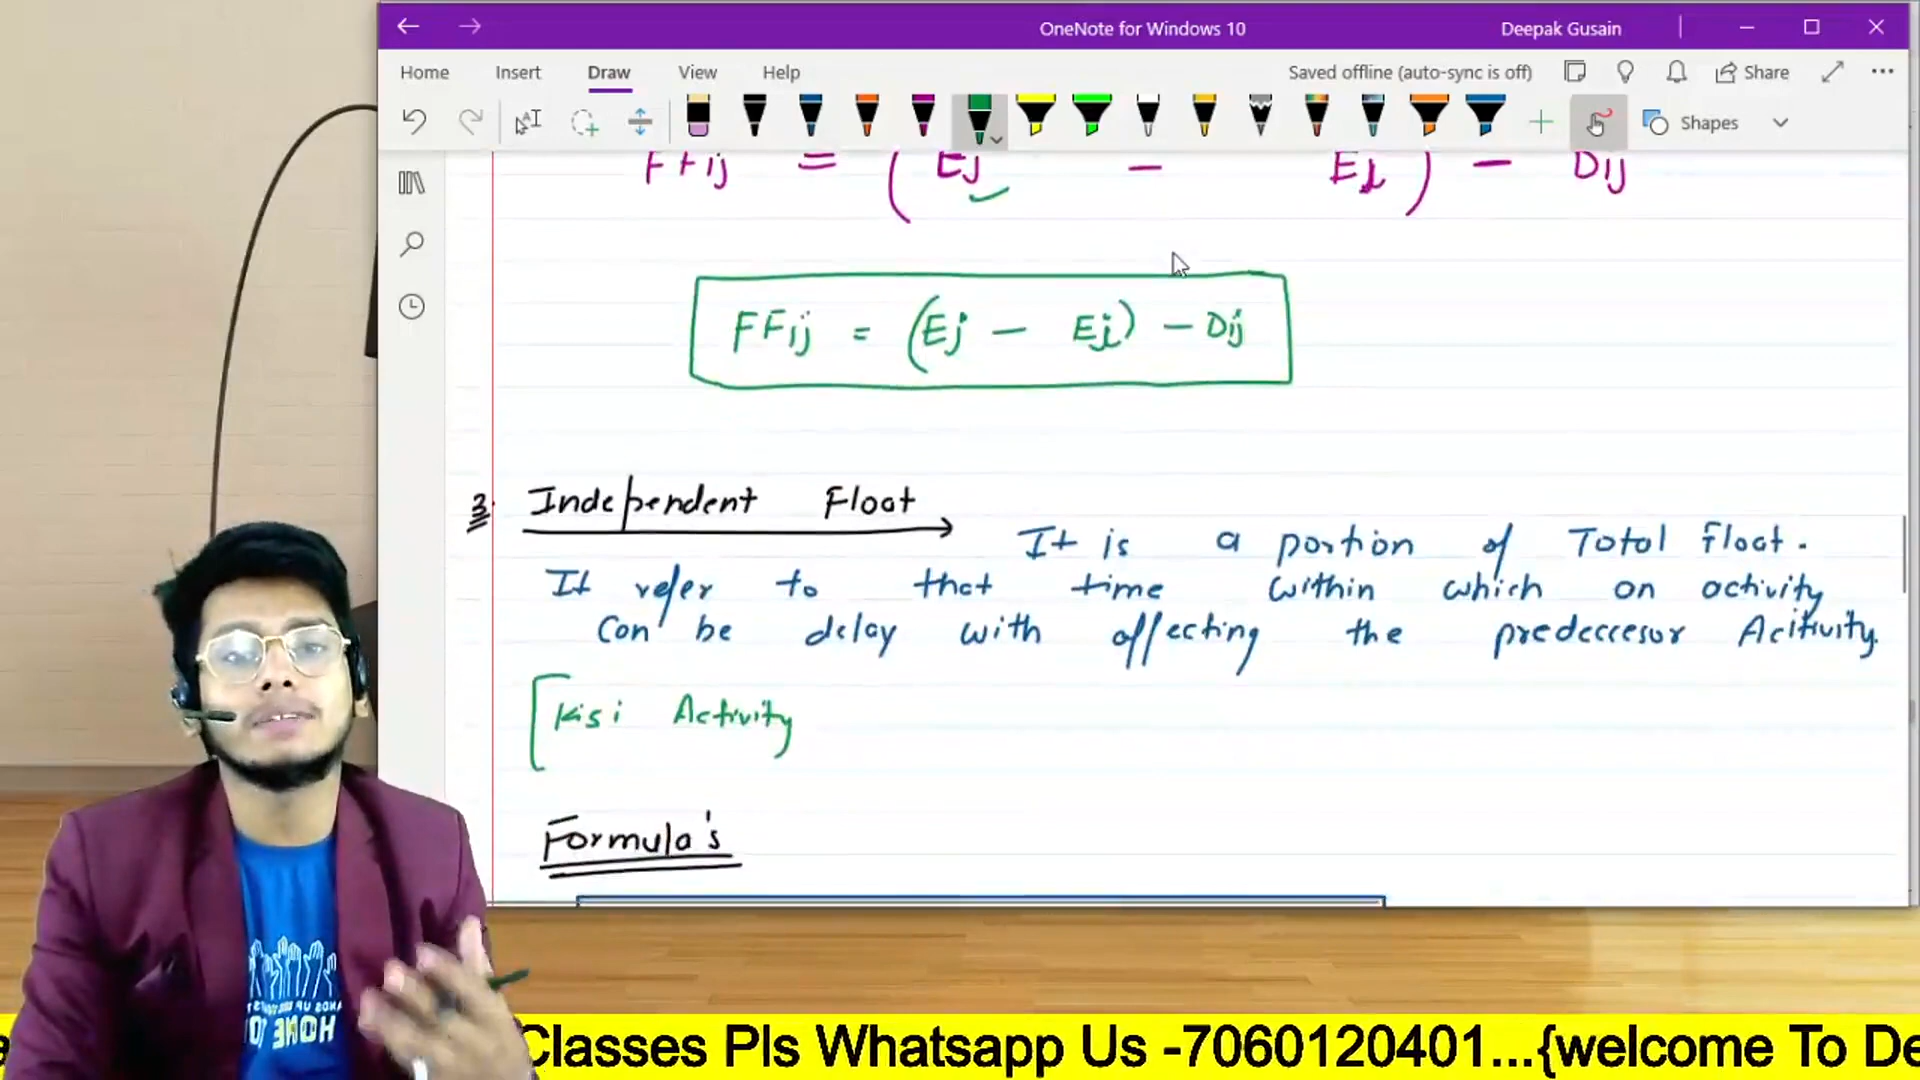 OneNote for Windows 10
Deepak Gusain
Home Insert Draw View Help
Saved offline (auto-sync is off)
Share
Shapes
FFij = (Ej - Ei) - Dij
FFij = (Ej - Ei) - Dij
3. Independent Float
It is a portion of Total Float.
It refer to that time within which an activity
Can be delay with affecting the predeccesor Acitivity.
Kisi Activity
Formula's
HOME
Classes Pls Whatsapp Us -7060120401...{welcome To De